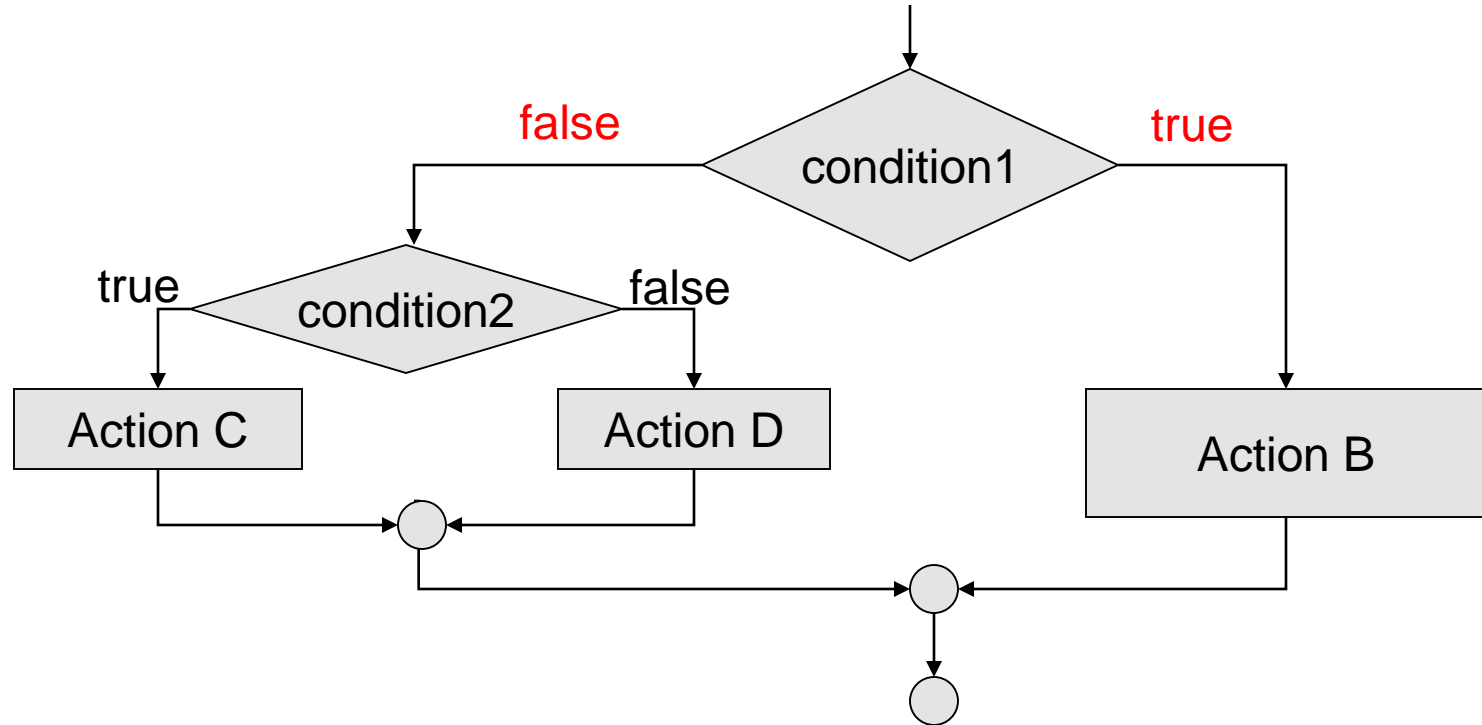 false
true
condition1
true
false
condition2
Action C
Action D
Action B